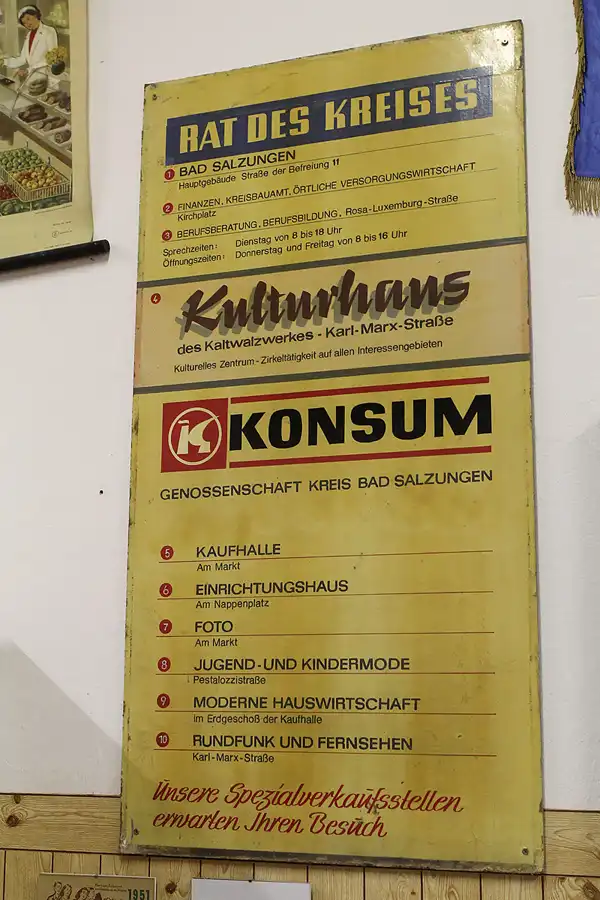 RAT DES KREISES
1 BAD SALZUNGEN
Hauptgebäude Straße der Befreiung 11
2 FINANZEN, KREISBAUAMT, ÖRTLICHE VERSORGUNGSWIRTSCHAFT
Kirchplatz
3 BERUFSBERATUNG, BERUFSBILDUNG, Rosa-Luxemburg-Straße
Sprechzeiten: Dienstag von 8 bis 18 Uhr
Öffnungszeiten: Donnerstag und Freitag von 8 bis 16 Uhr
4 Kulturhaus
des Kaltwalzwerkes - Karl-Marx-Straße
Kulturelles Zentrum - Zirkeltätigkeit auf allen Interessengebieten
K KONSUM
GENOSSENSCHAFT KREIS BAD SALZUNGEN
5 KAUFHALLE
Am Markt
6 EINRICHTUNGSHAUS
Am Nappenplatz
7 FOTO
Am Markt
8 JUGEND-UND KINDERMODE
Pestalozzistraße
9 MODERNE HAUSWIRTSCHAFT
im Erdgeschoß der Kaufhalle
10 RUNDFUNK UND FERNSEHEN
Karl-Marx-Straße
Unsere Spezialverkaufsstellen
erwarten Ihren Besuch
1951